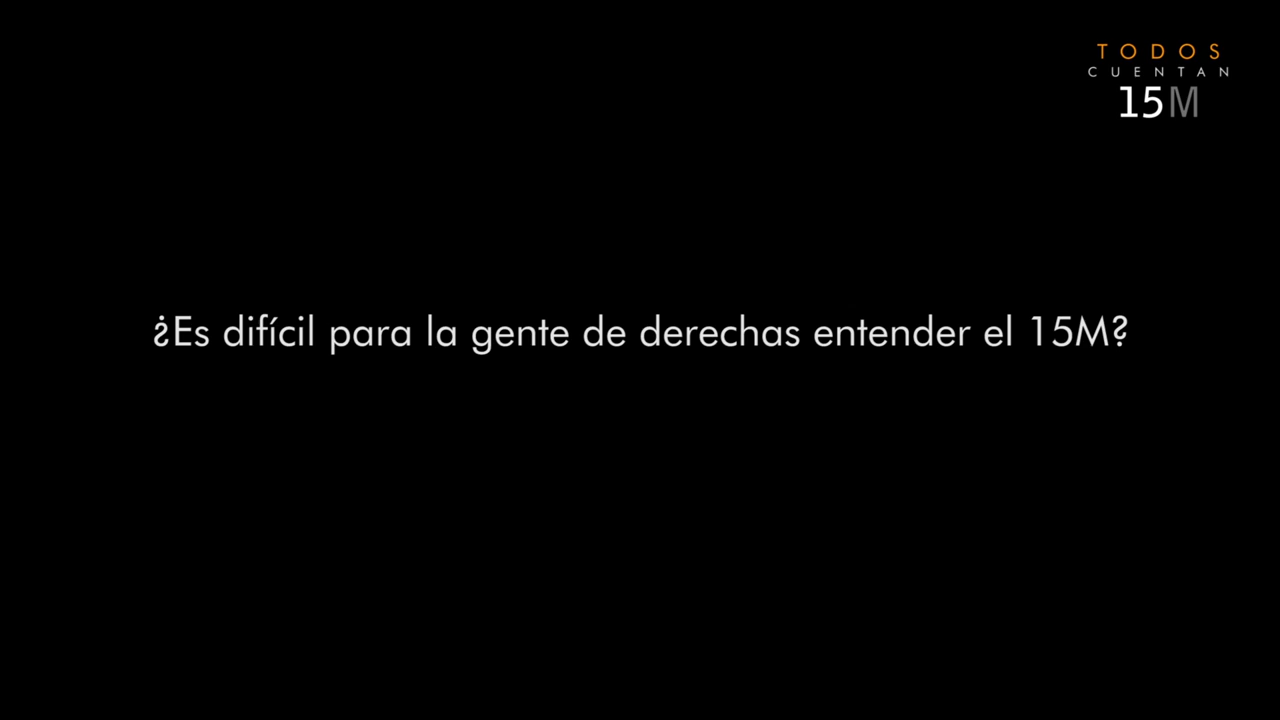 TODOS
CUENTAN
15M
¿Es difícil para la gente de derechas entender el 15M?